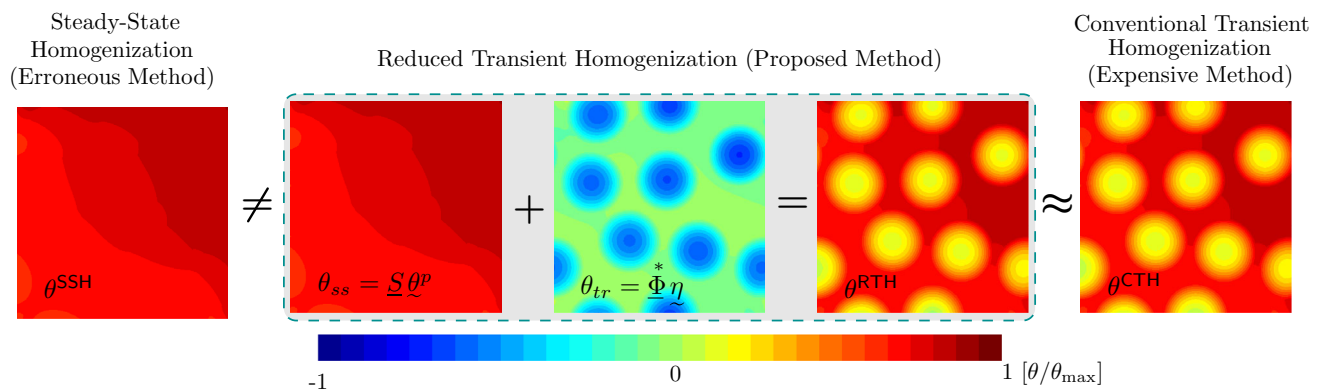 Steady-State
Homogenization
(Erroneous Method)
Reduced Transient Homogenization (Proposed Method)
Conventional Transient
Homogenization
(Expensive Method)
θ^SSH
≠
θ_ss = S θ^p
+
θ_tr = Φ* η
=
θ^RTH
≈
θ^CTH
-1
0
1 [θ/θ_max]